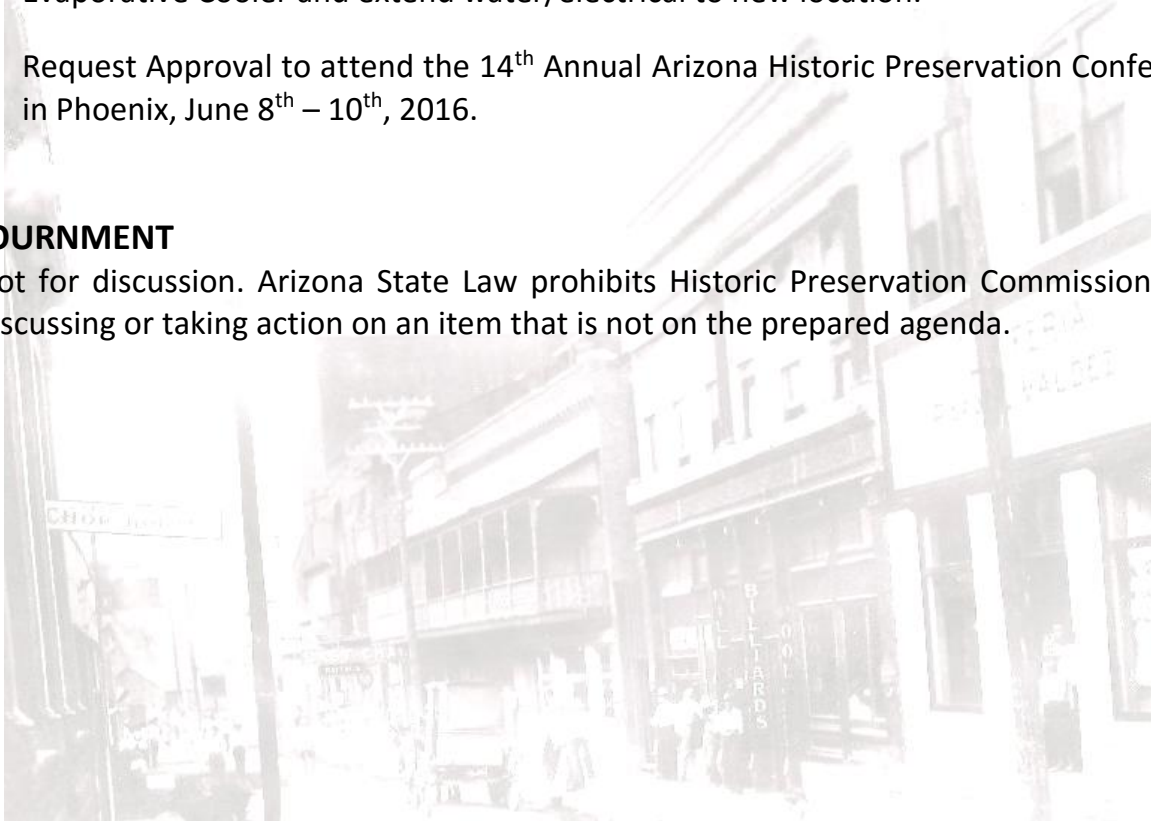 Evaporative Cooler and extend water/electrical to new location.
Request Approval to attend the 14th Annual Arizona Historic Preservation Confe
in Phoenix, June 8th – 10th, 2016.
OURNMENT
ot for discussion. Arizona State Law prohibits Historic Preservation Commission
scussing or taking action on an item that is not on the prepared agenda.
CHOP
BILLIARDS